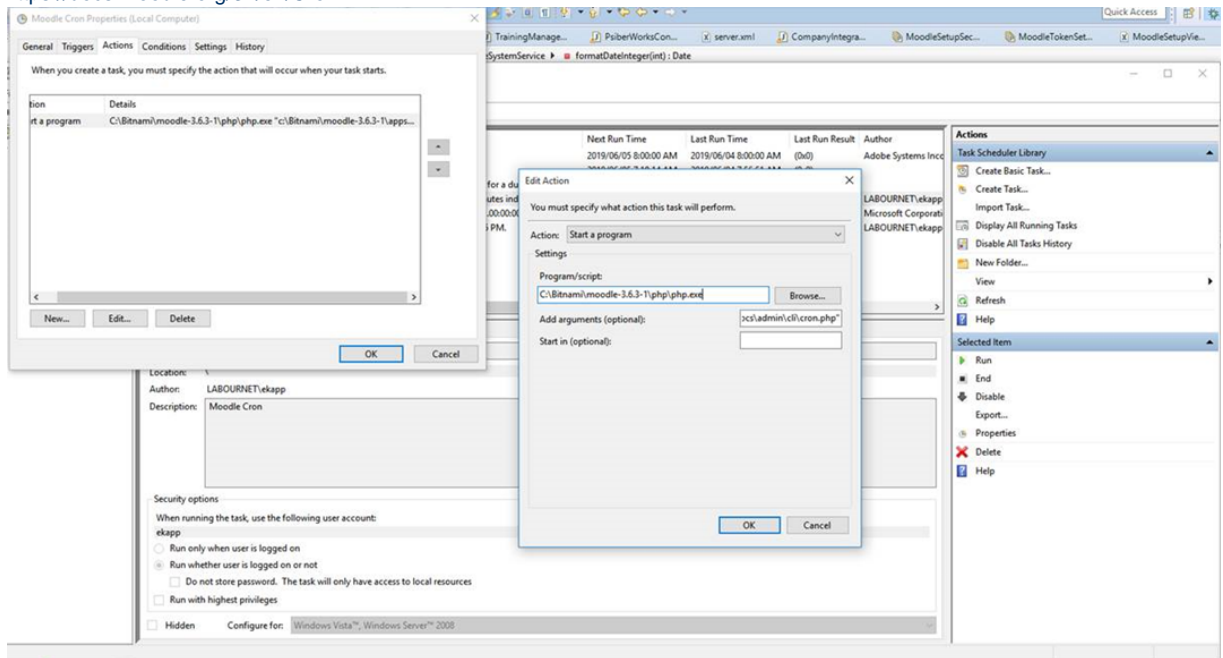 Moodle Cron Properties (Local Computer)
General Triggers Actions Conditions Settings History
When you create a task, you must specify the action that will occur when your task starts.
tion Details
rt a program C:\Bitnami\moodle-3.6.3-1\php\php.exe "c:\Bitnami\moodle-3.6.3-1\apps...
New... Edit... Delete
OK Cancel
Quick Access
TrainingManage... PsiberWorksCon... server.xml CompanyIntegra... MoodleSetupSec... MoodleTokenSet... MoodleSetupVie...
SystemService formatDateInteger(int) : Date
Next Run Time Last Run Time Last Run Result Author
2019/06/05 8:00:00 AM 2019/06/04 8:00:00 AM (0x0) Adobe Systems Inc
for a du
utes ind LABOURNET\ekapp
.00:00:00 Microsoft Corporati
PM. LABOURNET\ekapp
Edit Action
You must specify what action this task will perform.
Action: Start a program
Settings
Program/script:
C:\Bitnami\moodle-3.6.3-1\php\php.exe Browse...
Add arguments (optional): ocs\admin\cli\cron.php"
Start in (optional):
OK Cancel
Location: \
Author: LABOURNET\ekapp
Description: Moodle Cron
Security options
When running the task, use the following user account:
ekapp
Run only when user is logged on
Run whether user is logged on or not
Do not store password. The task will only have access to local resources
Run with highest privileges
Hidden Configure for: Windows Vista™, Windows Server™ 2008
Actions
Task Scheduler Library
Create Basic Task...
Create Task...
Import Task...
Display All Running Tasks
Disable All Tasks History
New Folder...
View
Refresh
Help
Selected Item
Run
End
Disable
Export...
Properties
Delete
Help